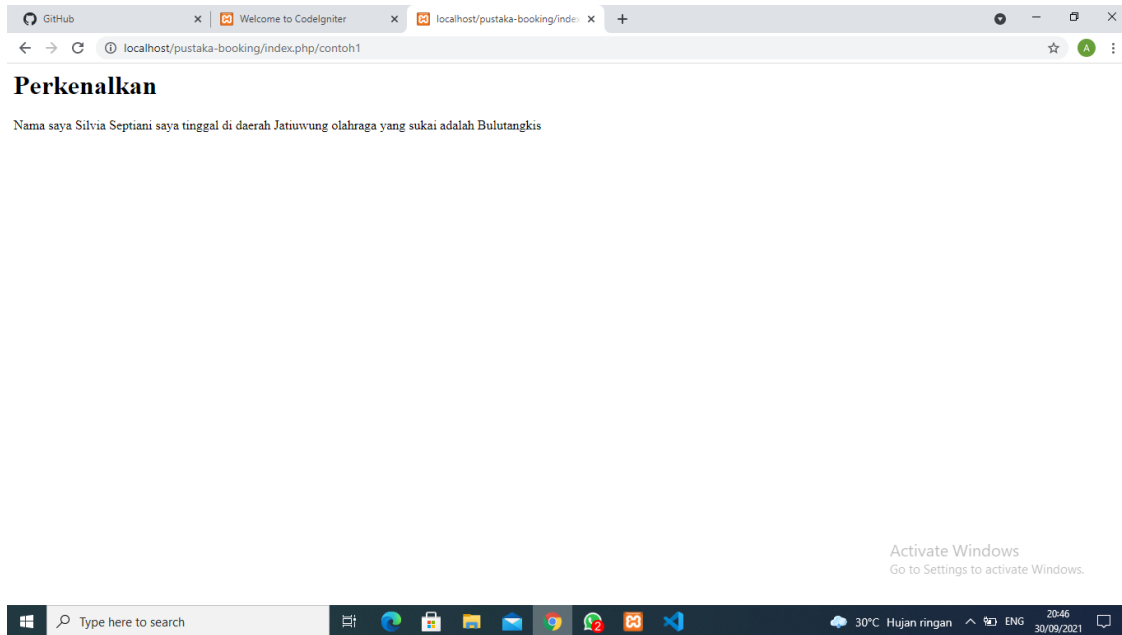 GitHub
Welcome to CodeIgniter
localhost/pustaka-booking/inde
localhost/pustaka-booking/index.php/contoh1
A
Perkenalkan
Nama saya Silvia Septiani saya tinggal di daerah Jatiuwung olahraga yang sukai adalah Bulutangkis
Activate Windows
Go to Settings to activate Windows.
Type here to search
2
30°C Hujan ringan
ENG
20:46
30/09/2021